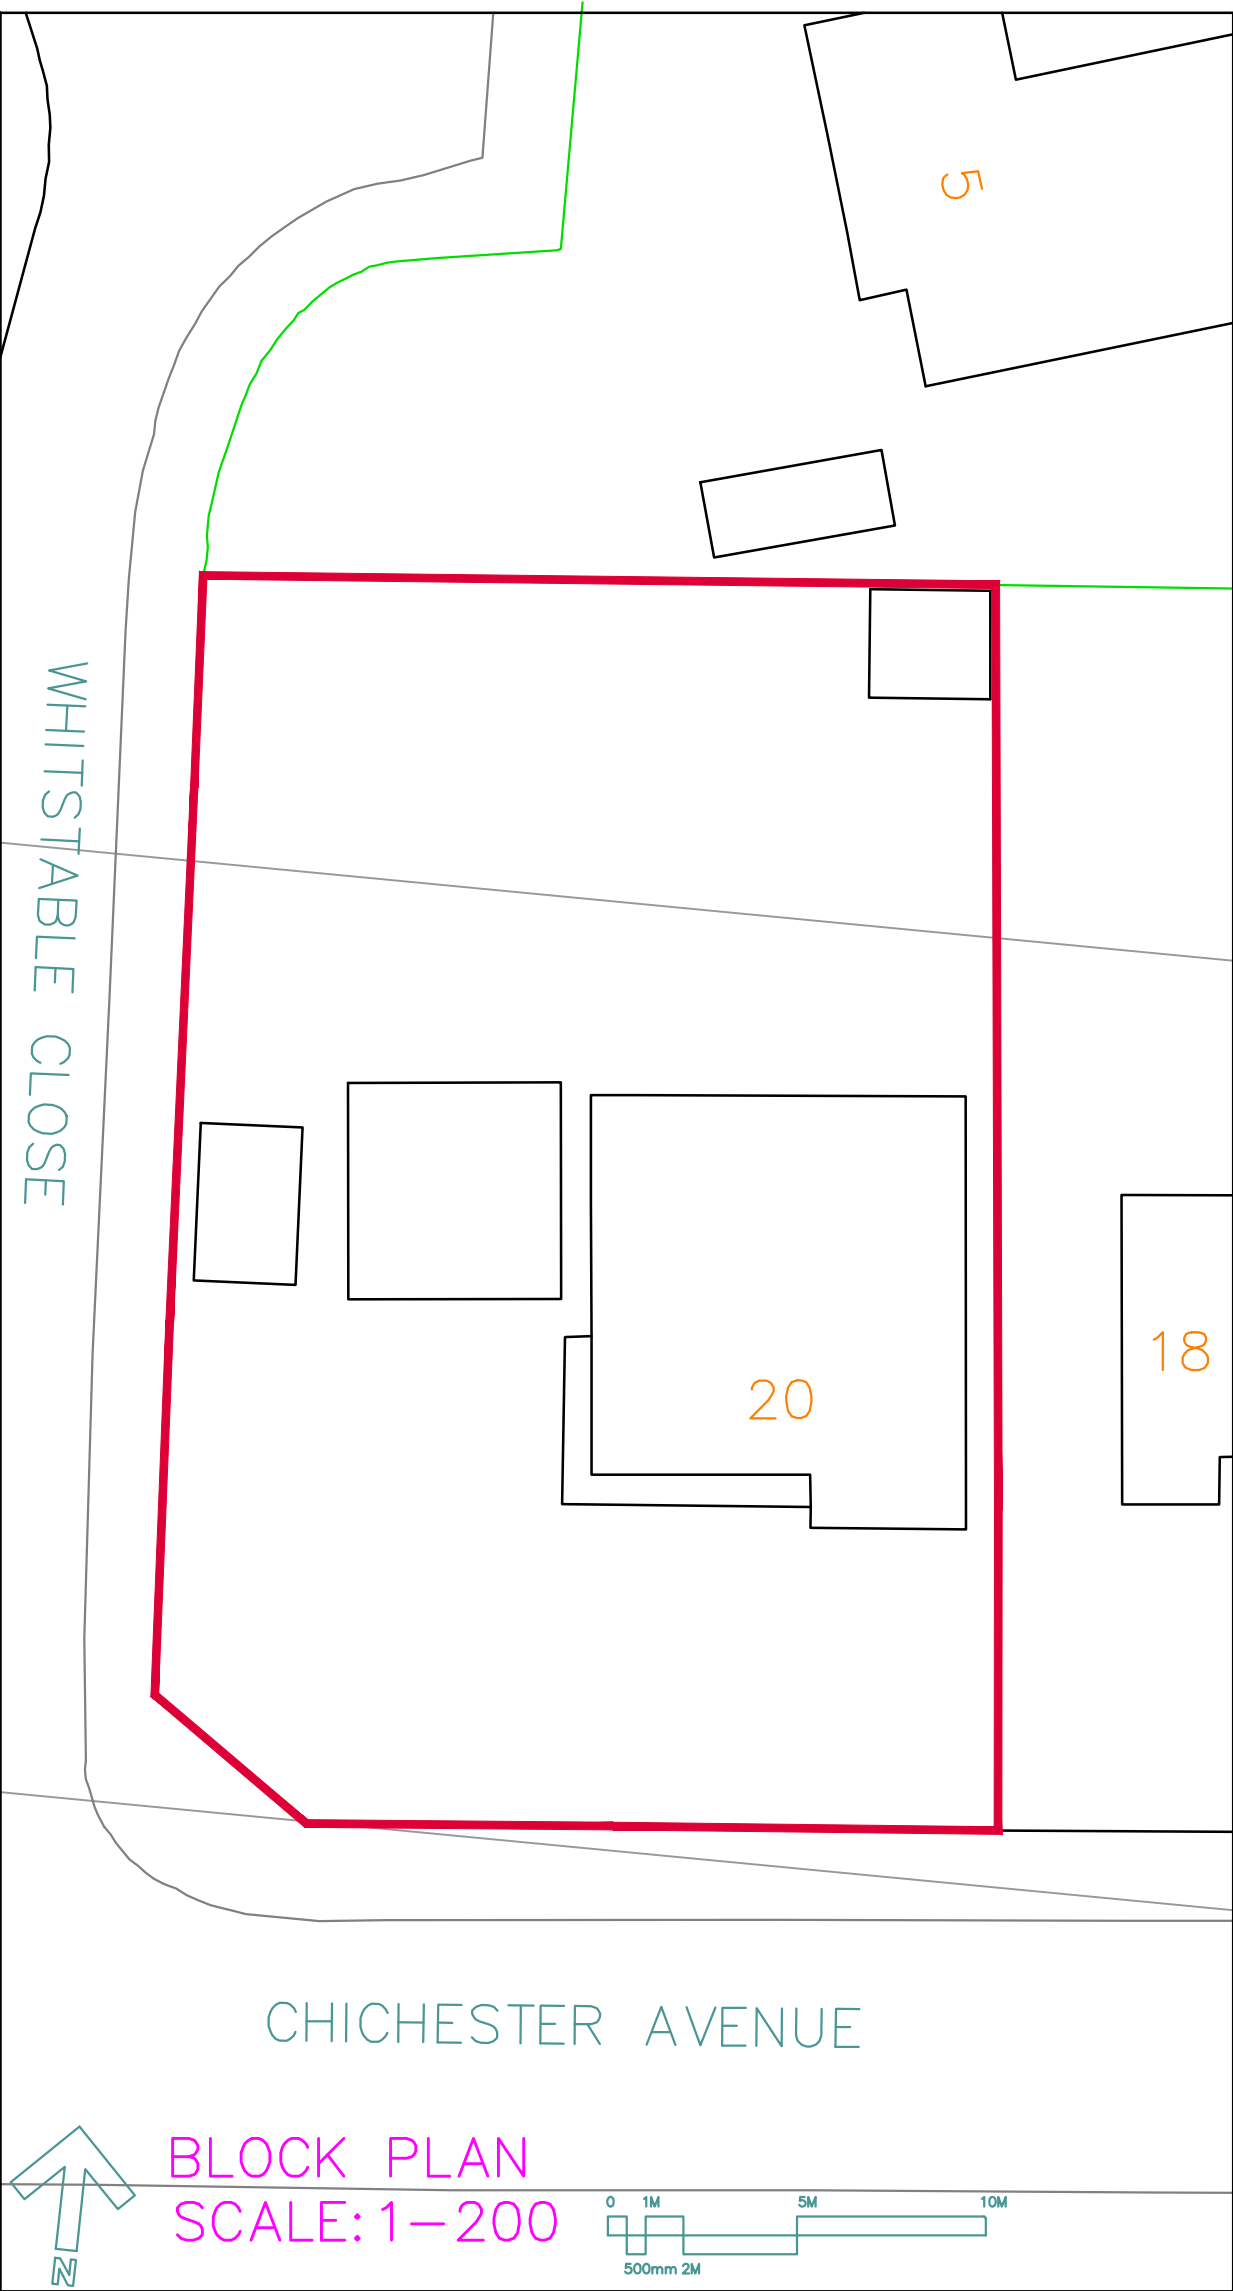 5
WHITSTABLE CLOSE
18
20
CHICHESTER AVENUE
BLOCK PLAN
SCALE:1-200
0 1M 5M 10M
500mm 2M
N